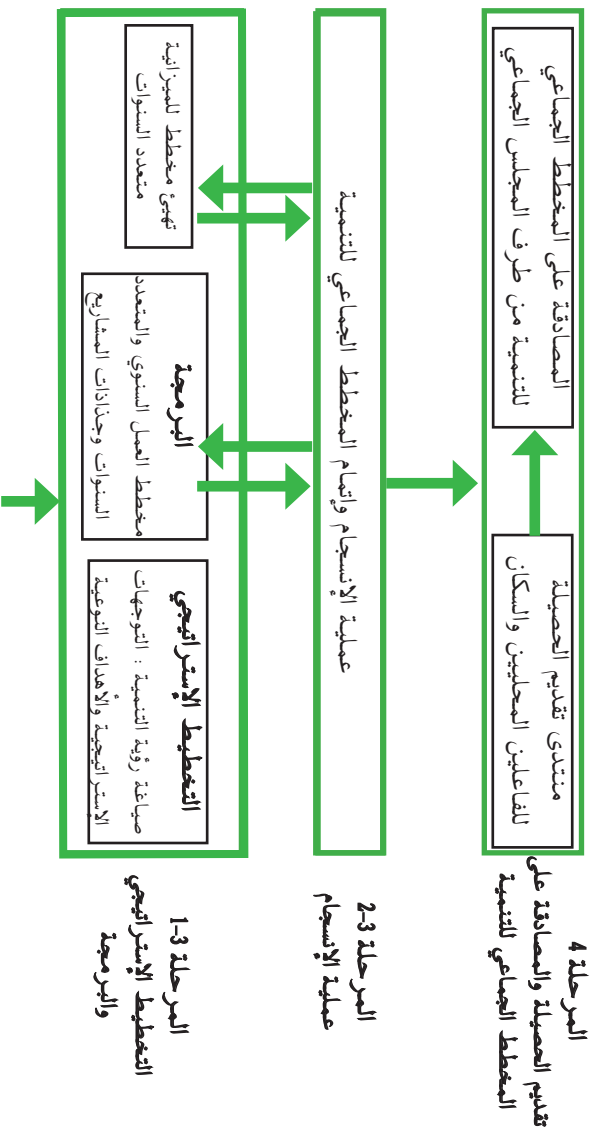 المرحلة 4
تقديم الحصيلة والمصادقة على
المخطط الجماعي للتنمية
منتدى تقديم الحصيلة
للفاعلين المحليين والسكان
المصادقة على المخطط الجماعي
للتنمية من طرف المجلس الجماعي
المرحلة 3-2
عملية الإنسجام
عملية الإنسجام وإتمام المخطط الجماعي للتنمية
المرحلة 3-1
التخطيط الإستراتيجي
والبرمجة
التخطيط الإستراتيجي
صياغة رؤية التنمية : التوجهات
الإستراتيجية والأهداف النوعية
البرمجة
مخطط العمل السنوي والمتعدد
السنوات وجذاذات المشاريع
تهيئ مخطط للميزانية
متعدد السنوات